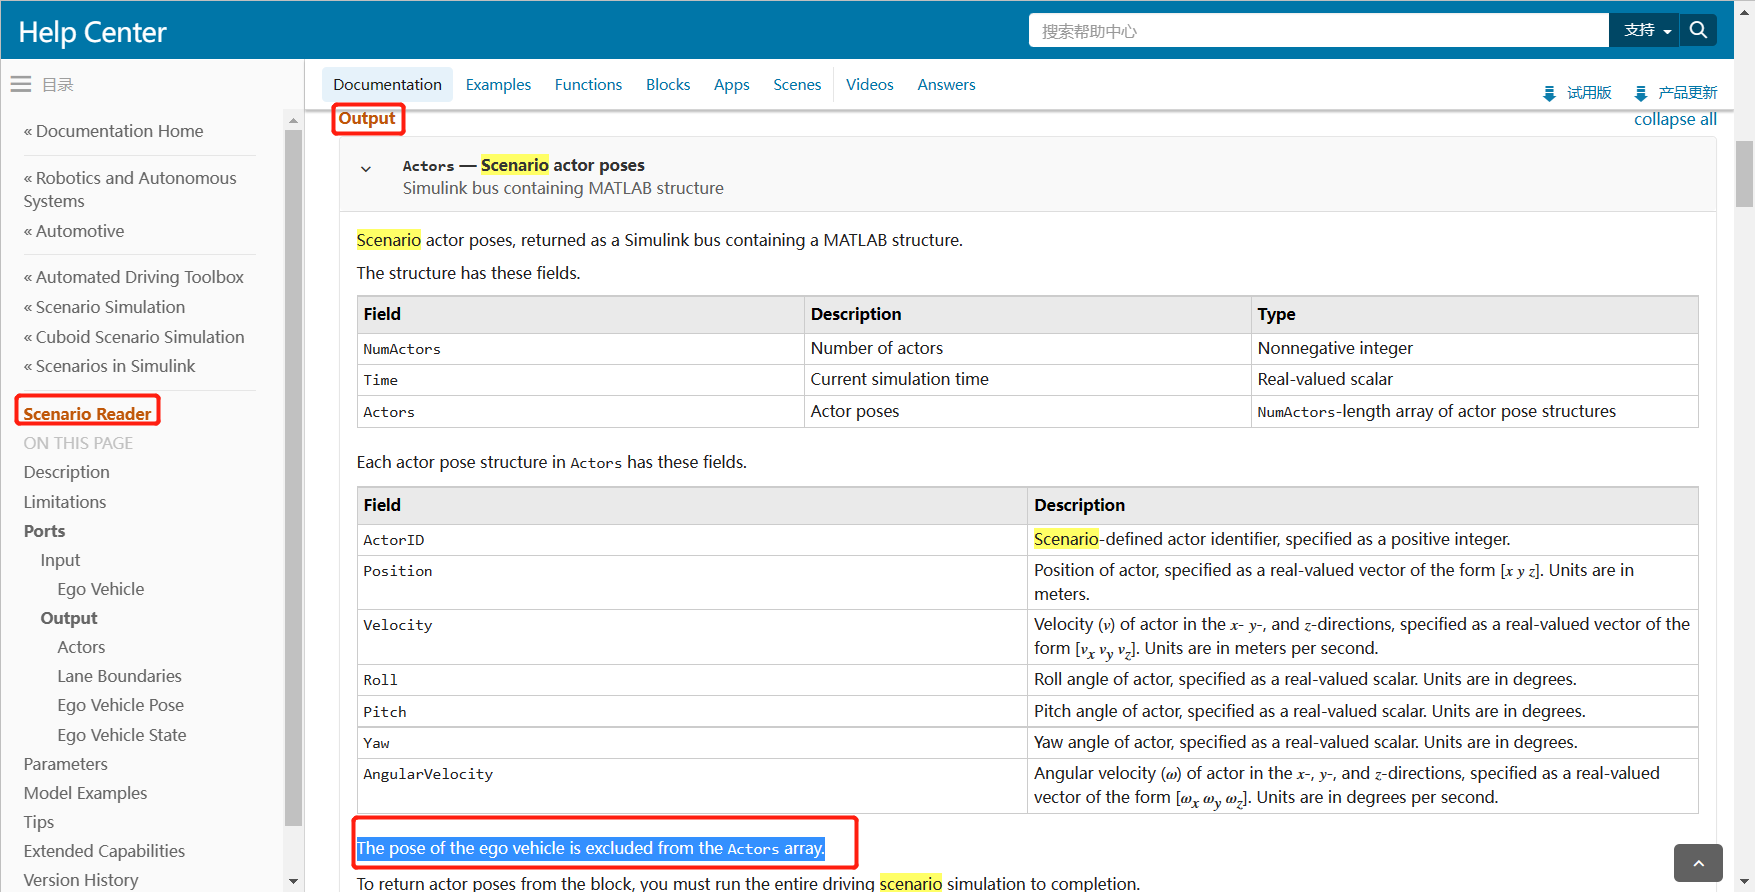 Help Center
搜索帮助中心
支持
目录
Documentation Examples Functions Blocks Apps Scenes Videos Answers
试用版 产品更新
« Documentation Home
« Robotics and Autonomous
Systems
« Automotive
« Automated Driving Toolbox
« Scenario Simulation
« Cuboid Scenario Simulation
« Scenarios in Simulink
Scenario Reader
ON THIS PAGE
Description
Limitations
Ports
Input
Ego Vehicle
Output
Actors
Lane Boundaries
Ego Vehicle Pose
Ego Vehicle State
Parameters
Model Examples
Tips
Extended Capabilities
Version History
Output
collapse all
Actors — Scenario actor poses
Simulink bus containing MATLAB structure
Scenario actor poses, returned as a Simulink bus containing a MATLAB structure.
The structure has these fields.
Field Description Type
NumActors Number of actors Nonnegative integer
Time Current simulation time Real-valued scalar
Actors Actor poses NumActors-length array of actor pose structures
Each actor pose structure in Actors has these fields.
Field Description
ActorID Scenario-defined actor identifier, specified as a positive integer.
Position Position of actor, specified as a real-valued vector of the form [x y z]. Units are in
meters.
Velocity Velocity (v) of actor in the x- y-, and z-directions, specified as a real-valued vector of the
form [vx vy vz]. Units are in meters per second.
Roll Roll angle of actor, specified as a real-valued scalar. Units are in degrees.
Pitch Pitch angle of actor, specified as a real-valued scalar. Units are in degrees.
Yaw Yaw angle of actor, specified as a real-valued scalar. Units are in degrees.
AngularVelocity Angular velocity (ω) of actor in the x-, y-, and z-directions, specified as a real-valued
vector of the form [ωx ωy ωz]. Units are in degrees per second.
The pose of the ego vehicle is excluded from the Actors array.
To return actor poses from the block, you must run the entire driving scenario simulation to completion.